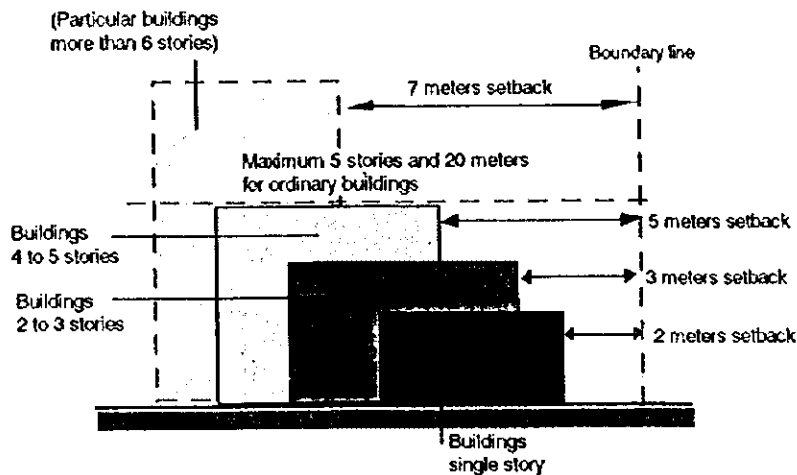 (Particular buildings
more than 6 stories)
Boundary line
7 meters setback
Maximum 5 stories and 20 meters
for ordinary buildings
Buildings
4 to 5 stories
5 meters setback
3 meters setback
Buildings
2 to 3 stories
2 meters setback
Buildings
single story